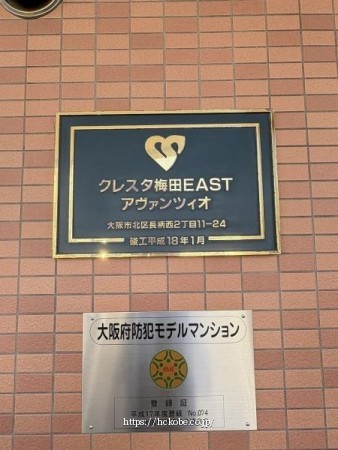 クレスタ梅田EAST
アヴァンツィオ
大阪市北区長柄西2丁目11-24
竣工平成18年1月
大阪府防犯モデルマンション
登録証
平成17年度登録 No.074
https://hckobe.co.jp/